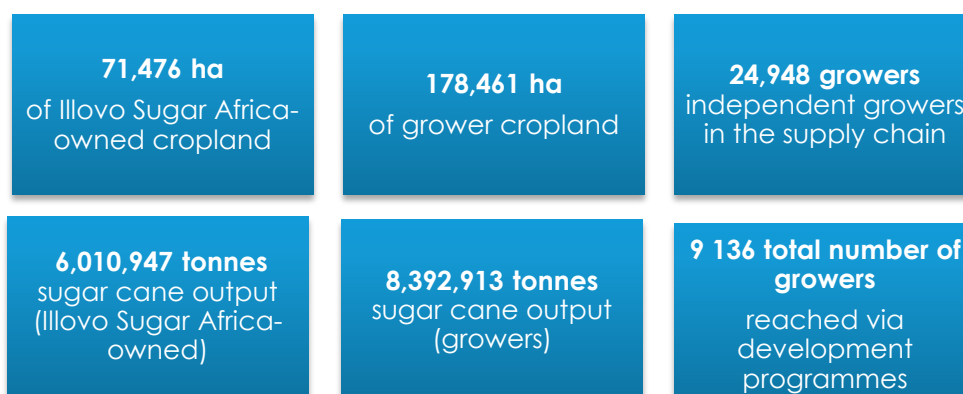 71,476 ha
of Illovo Sugar Africa-
owned cropland
178,461 ha
of grower cropland
24,948 growers
independent growers
in the supply chain
6,010,947 tonnes
sugar cane output
(Illovo Sugar Africa-
owned)
8,392,913 tonnes
sugar cane output
(growers)
9 136 total number of
growers
reached via
development
programmes